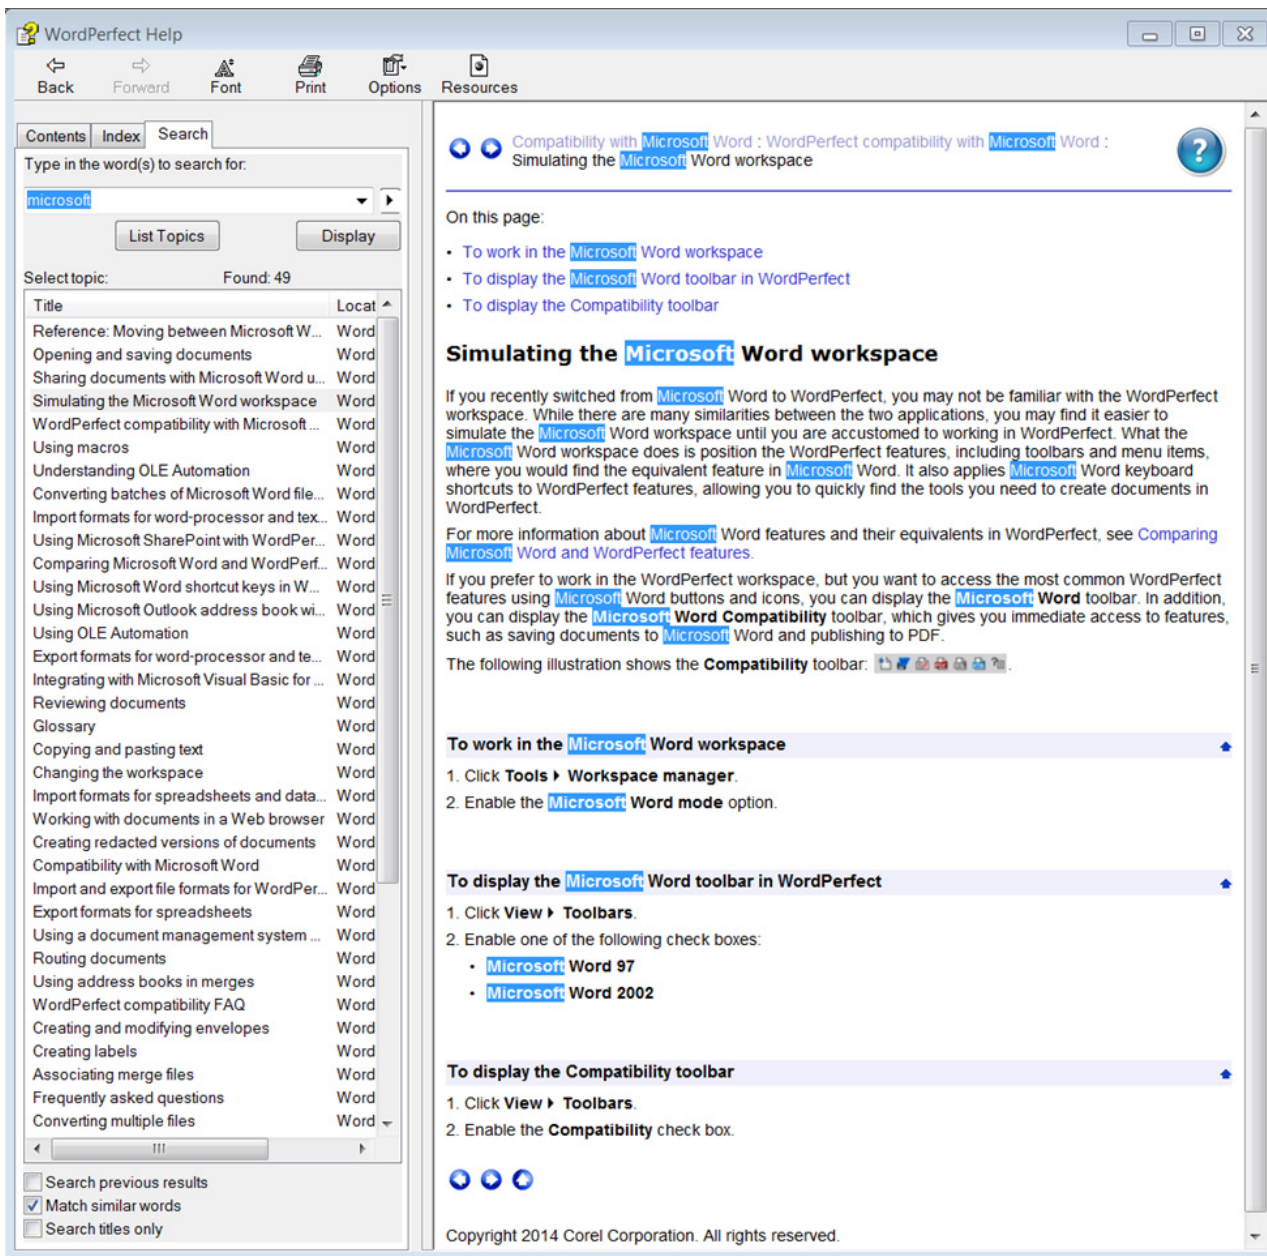 WordPerfect Help
Back Forward Font Print Options Resources
Contents Index Search
Type in the word(s) to search for:
microsoft
List Topics Display
Select topic: Found: 49
Title Locat
Reference: Moving between Microsoft W... Word
Opening and saving documents Word
Sharing documents with Microsoft Word u... Word
Simulating the Microsoft Word workspace Word
WordPerfect compatibility with Microsoft ... Word
Using macros Word
Understanding OLE Automation Word
Converting batches of Microsoft Word file... Word
Import formats for word-processor and tex... Word
Using Microsoft SharePoint with WordPer... Word
Comparing Microsoft Word and WordPerf... Word
Using Microsoft Word shortcut keys in W... Word
Using Microsoft Outlook address book wi... Word
Using OLE Automation Word
Export formats for word-processor and te... Word
Integrating with Microsoft Visual Basic for ... Word
Reviewing documents Word
Glossary Word
Copying and pasting text Word
Changing the workspace Word
Import formats for spreadsheets and data... Word
Working with documents in a Web browser Word
Creating redacted versions of documents Word
Compatibility with Microsoft Word Word
Import and export file formats for WordPer... Word
Export formats for spreadsheets Word
Using a document management system ... Word
Routing documents Word
Using address books in merges Word
WordPerfect compatibility FAQ Word
Creating and modifying envelopes Word
Creating labels Word
Associating merge files Word
Frequently asked questions Word
Converting multiple files Word
Search previous results
Match similar words
Search titles only
Compatibility with Microsoft Word : WordPerfect compatibility with Microsoft Word :
Simulating the Microsoft Word workspace
On this page:
• To work in the Microsoft Word workspace
• To display the Microsoft Word toolbar in WordPerfect
• To display the Compatibility toolbar
Simulating the Microsoft Word workspace
If you recently switched from Microsoft Word to WordPerfect, you may not be familiar with the WordPerfect
workspace. While there are many similarities between the two applications, you may find it easier to
simulate the Microsoft Word workspace until you are accustomed to working in WordPerfect. What the
Microsoft Word workspace does is position the WordPerfect features, including toolbars and menu items,
where you would find the equivalent feature in Microsoft Word. It also applies Microsoft Word keyboard
shortcuts to WordPerfect features, allowing you to quickly find the tools you need to create documents in
WordPerfect.
For more information about Microsoft Word features and their equivalents in WordPerfect, see Comparing
Microsoft Word and WordPerfect features.
If you prefer to work in the WordPerfect workspace, but you want to access the most common WordPerfect
features using Microsoft Word buttons and icons, you can display the Microsoft Word toolbar. In addition,
you can display the Microsoft Word Compatibility toolbar, which gives you immediate access to features,
such as saving documents to Microsoft Word and publishing to PDF.
The following illustration shows the Compatibility toolbar: .
To work in the Microsoft Word workspace
1. Click Tools ▸ Workspace manager.
2. Enable the Microsoft Word mode option.
To display the Microsoft Word toolbar in WordPerfect
1. Click View ▸ Toolbars.
2. Enable one of the following check boxes:
• Microsoft Word 97
• Microsoft Word 2002
To display the Compatibility toolbar
1. Click View ▸ Toolbars.
2. Enable the Compatibility check box.
Copyright 2014 Corel Corporation. All rights reserved.